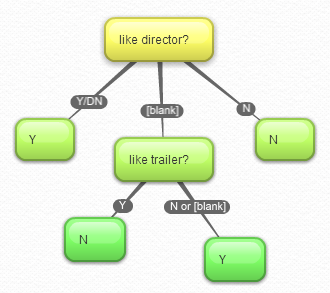 like director?
Y/DN
[blank]
N
Y
N
like trailer?
Y
N or [blank]
N
Y